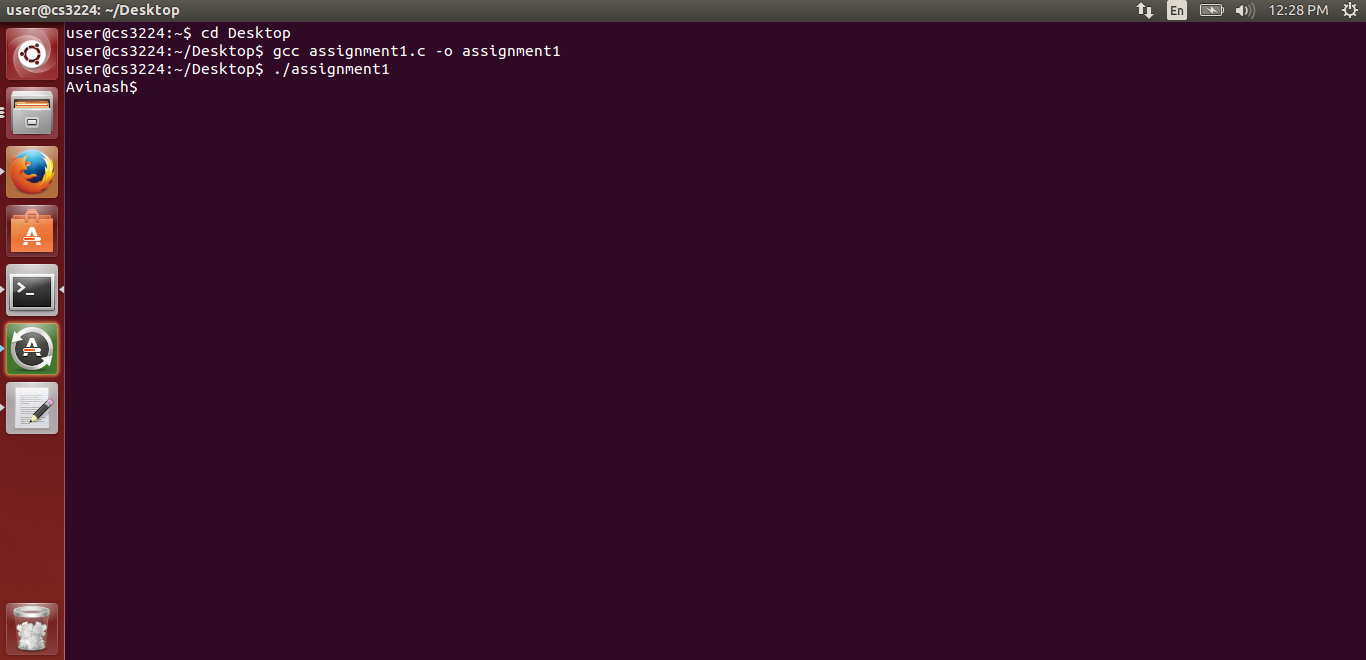 user@cs3224: ~/Desktop
En
12:28 PM
user@cs3224:~$ cd Desktop
user@cs3224:~/Desktop$ gcc assignment1.c -o assignment1
user@cs3224:~/Desktop$ ./assignment1
Avinash$